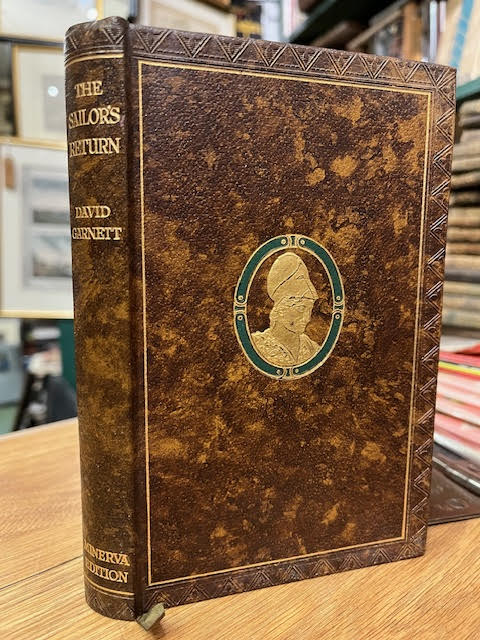 THE
SAILOR'S
RETURN
DAVID
GARNETT
MINERVA
EDITION